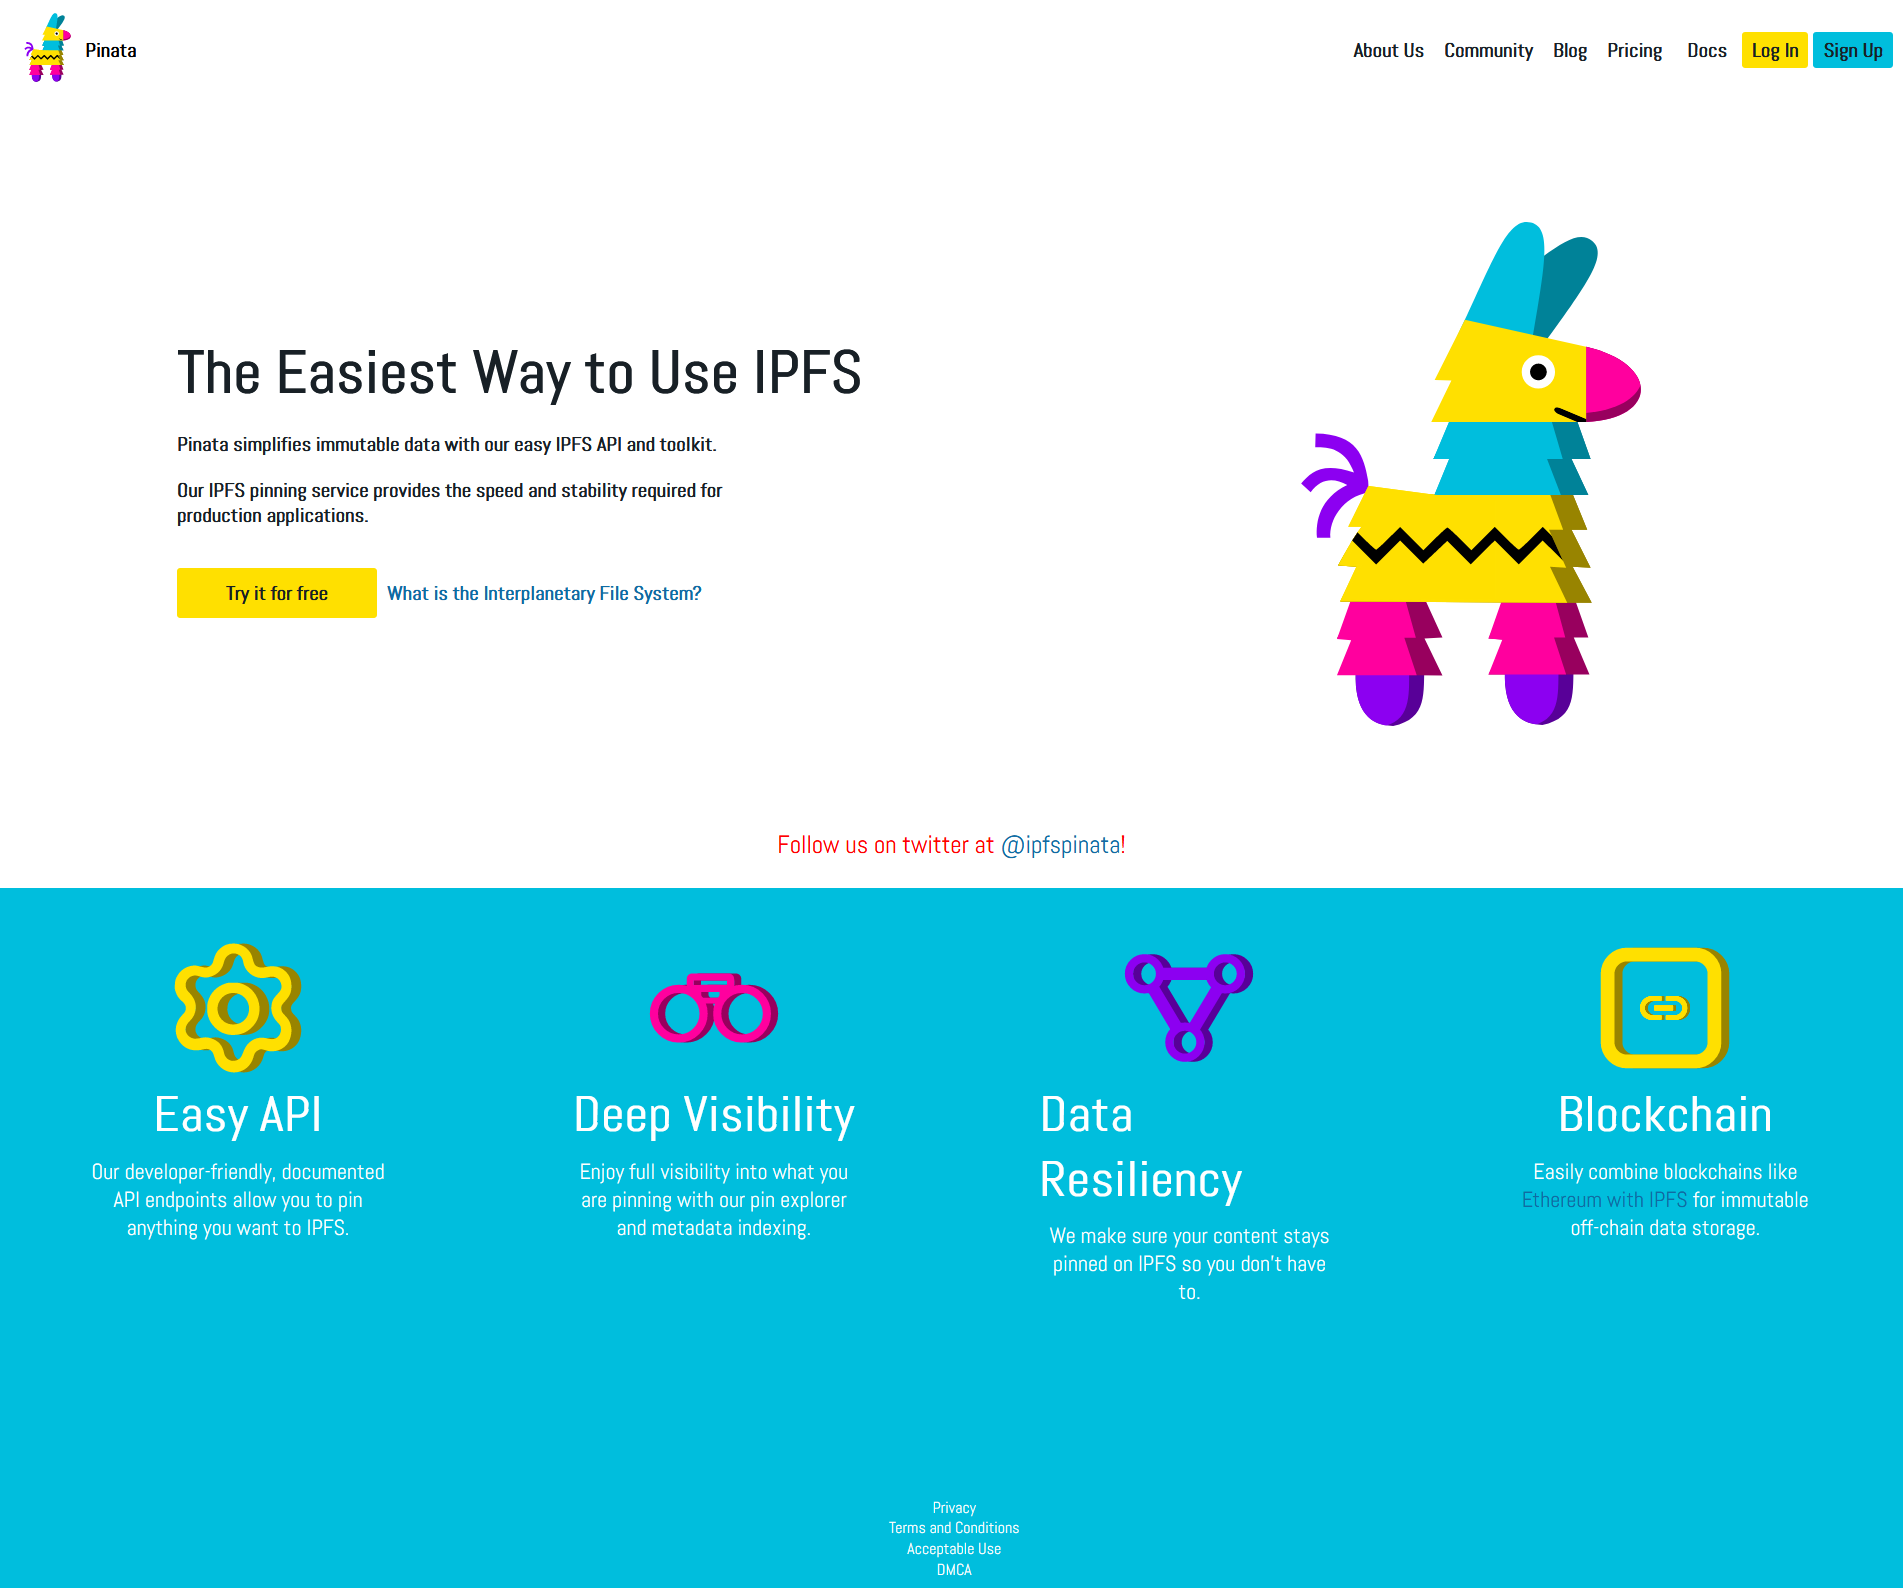 Pinata
About Us
Community
Blog
Pricing
Docs
Log In
Sign Up
The Easiest Way to Use IPFS
Pinata simplifies immutable data with our easy IPFS API and toolkit.
Our IPFS pinning service provides the speed and stability required for
production applications.
Try it for free
What is the Interplanetary File System?
Follow us on twitter at @ipfspinata!
Easy API
Our developer-friendly, documented
API endpoints allow you to pin
anything you want to IPFS.
Deep Visibility
Enjoy full visibility into what you
are pinning with our pin explorer
and metadata indexing.
Data
Resiliency
We make sure your content stays
pinned on IPFS so you don't have
to.
Blockchain
Easily combine blockchains like
Ethereum with IPFS for immutable
off-chain data storage.
Privacy
Terms and Conditions
Acceptable Use
DMCA